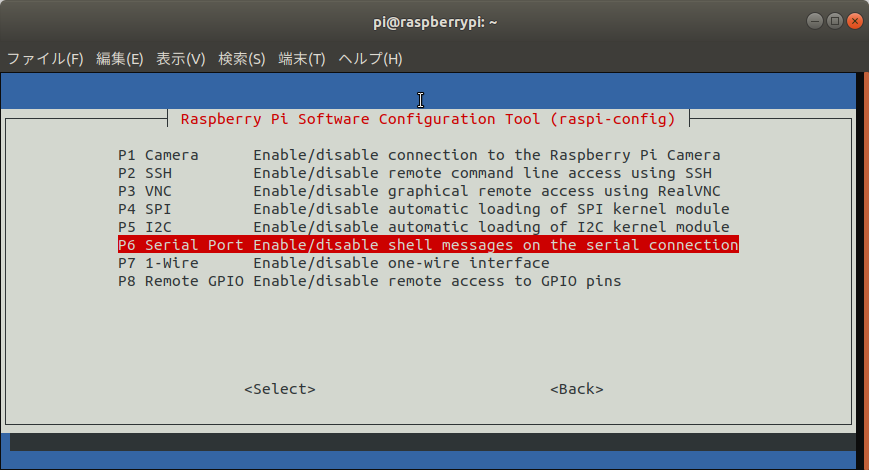 pi@raspberrypi: ~
ファイル(F) 編集(E) 表示(V) 検索(S) 端末(T) ヘルプ(H)
Raspberry Pi Software Configuration Tool (raspi-config)
P1 Camera Enable/disable connection to the Raspberry Pi Camera
P2 SSH Enable/disable remote command line access using SSH
P3 VNC Enable/disable graphical remote access using RealVNC
P4 SPI Enable/disable automatic loading of SPI kernel module
P5 I2C Enable/disable automatic loading of I2C kernel module
P6 Serial Port Enable/disable shell messages on the serial connection
P7 1-Wire Enable/disable one-wire interface
P8 Remote GPIO Enable/disable remote access to GPIO pins
<Select> <Back>